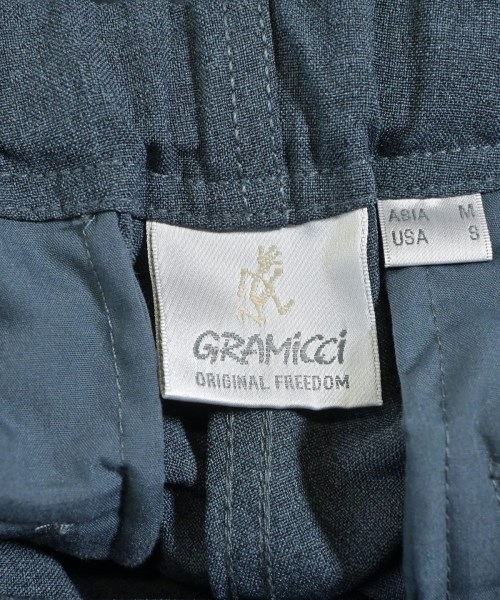 GRAMiCCi
ORIGINAL FREEDOM
ASIA M
USA S